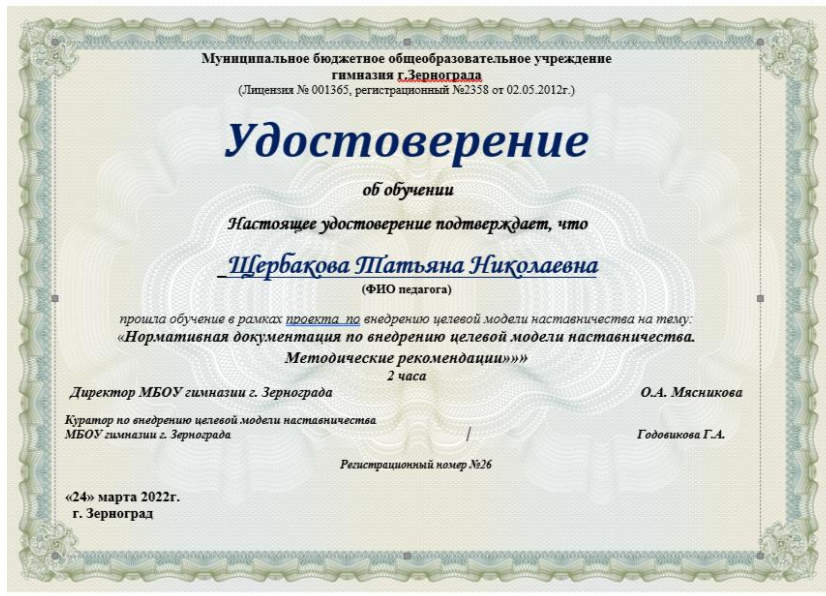 Муниципальное бюджетное общеобразовательное учреждение
гимназия г.Зернограда
(Лицензия № 001365, регистрационный №2358 от 02.05.2012г.)
Удостоверение
об обучении
Настоящее удостоверение подтверждает, что
_Щербакова Татьяна Николаевна
(ФИО педагога)
прошла обучение в рамках проекта по внедрению целевой модели наставничества на тему:
«Нормативная документация по внедрению целевой модели наставничества.
Методические рекомендации»»»
2 часа
Директор МБОУ гимназии г. Зернограда О.А. Мясникова
Куратор по внедрению целевой модели наставничества
МБОУ гимназии г. Зернограда / Годовикова Г.А.
Регистрационный номер №26
«24» марта 2022г.
г. Зерноград